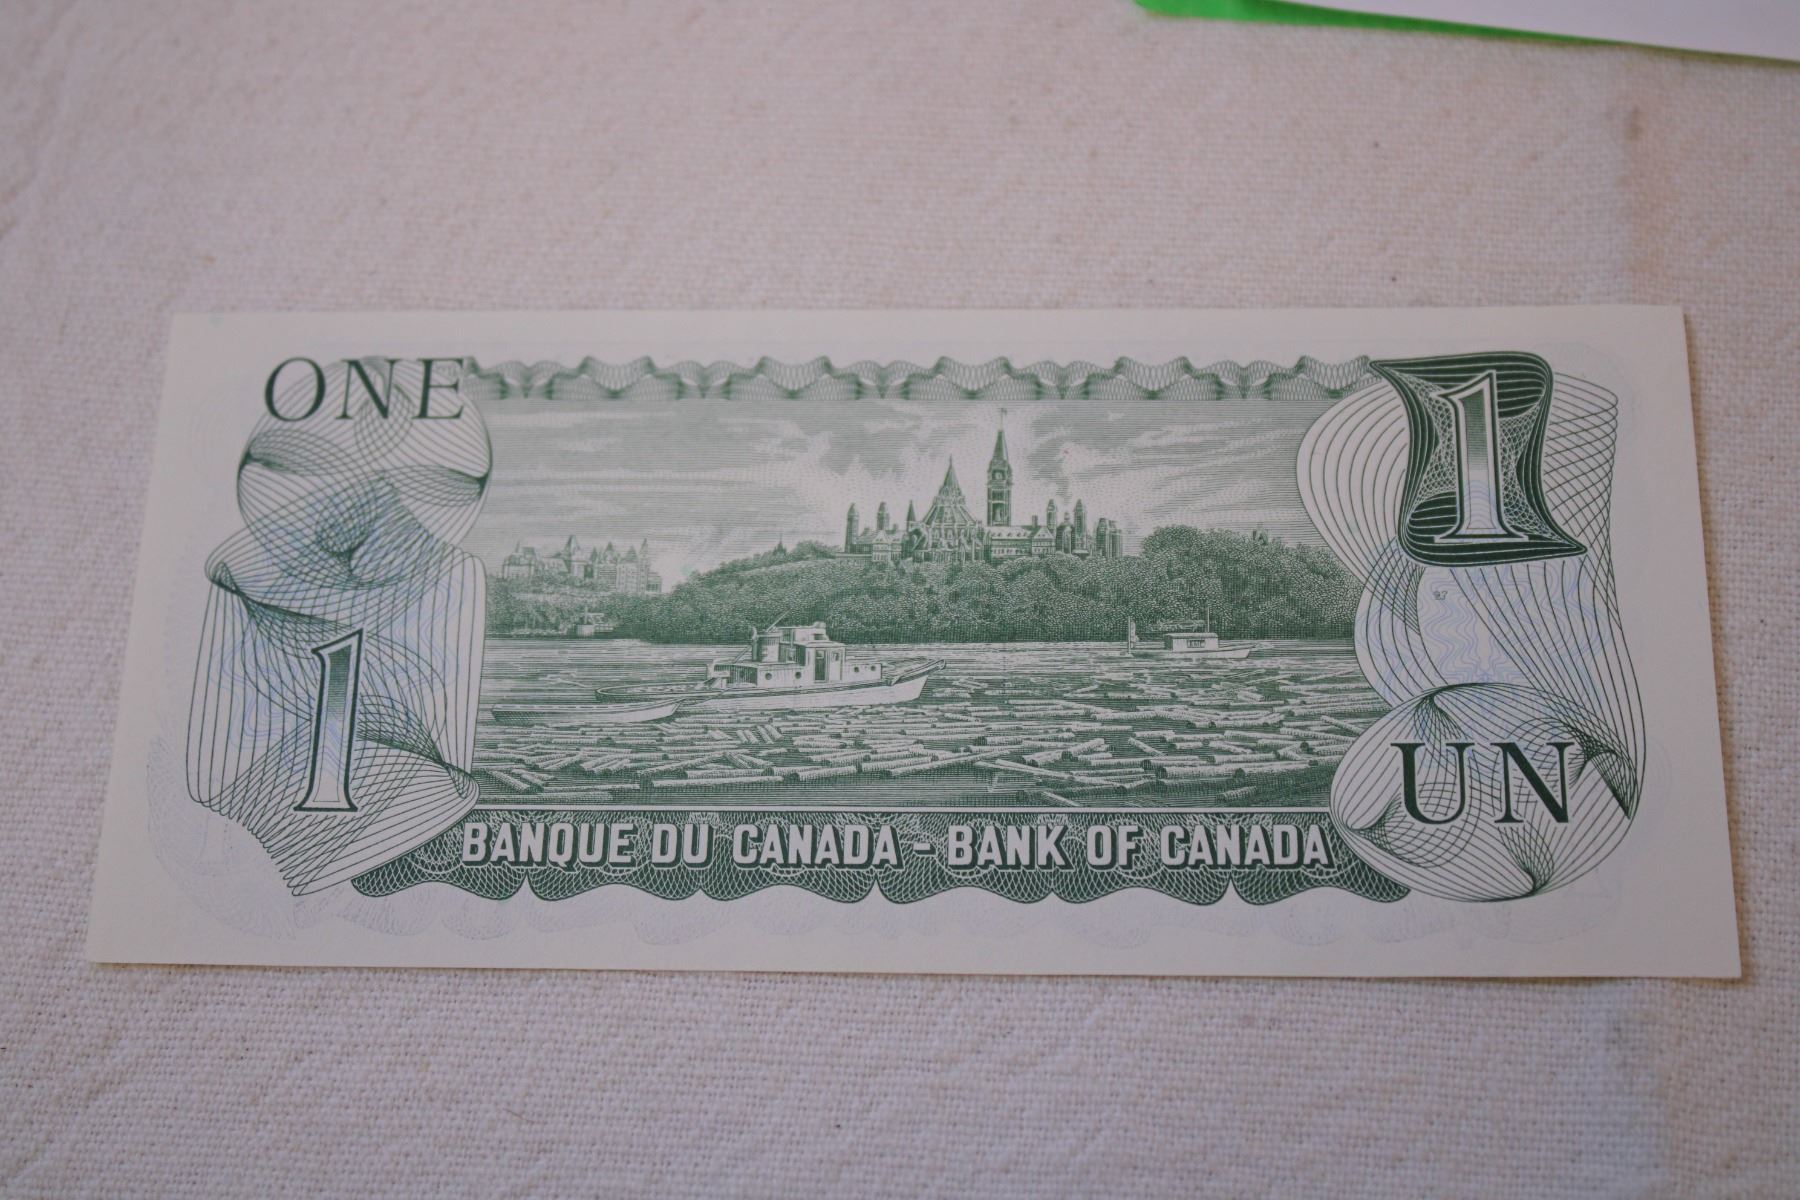 ONE
1
1
BANQUE DU CANADA - BANK OF CANADA
UN